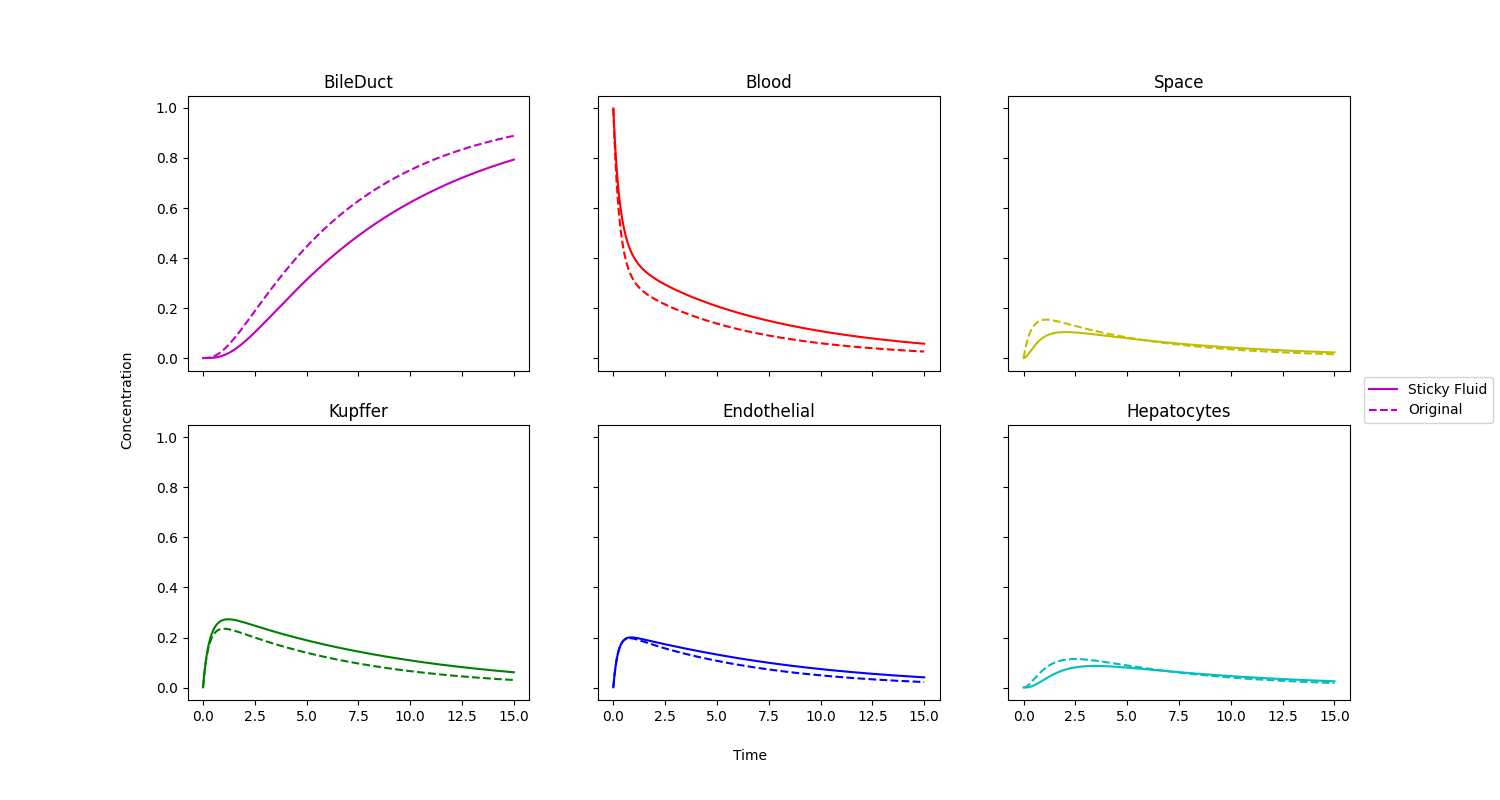 BileDuct
Blood
Space
1.0
0.8
0.6
0.4
0.2
0.0
Concentration
Sticky Fluid
Original
Kupffer
Endothelial
Hepatocytes
1.0
0.8
0.6
0.4
0.2
0.0
0.0 2.5 5.0 7.5 10.0 12.5 15.0
0.0 2.5 5.0 7.5 10.0 12.5 15.0
0.0 2.5 5.0 7.5 10.0 12.5 15.0
Time